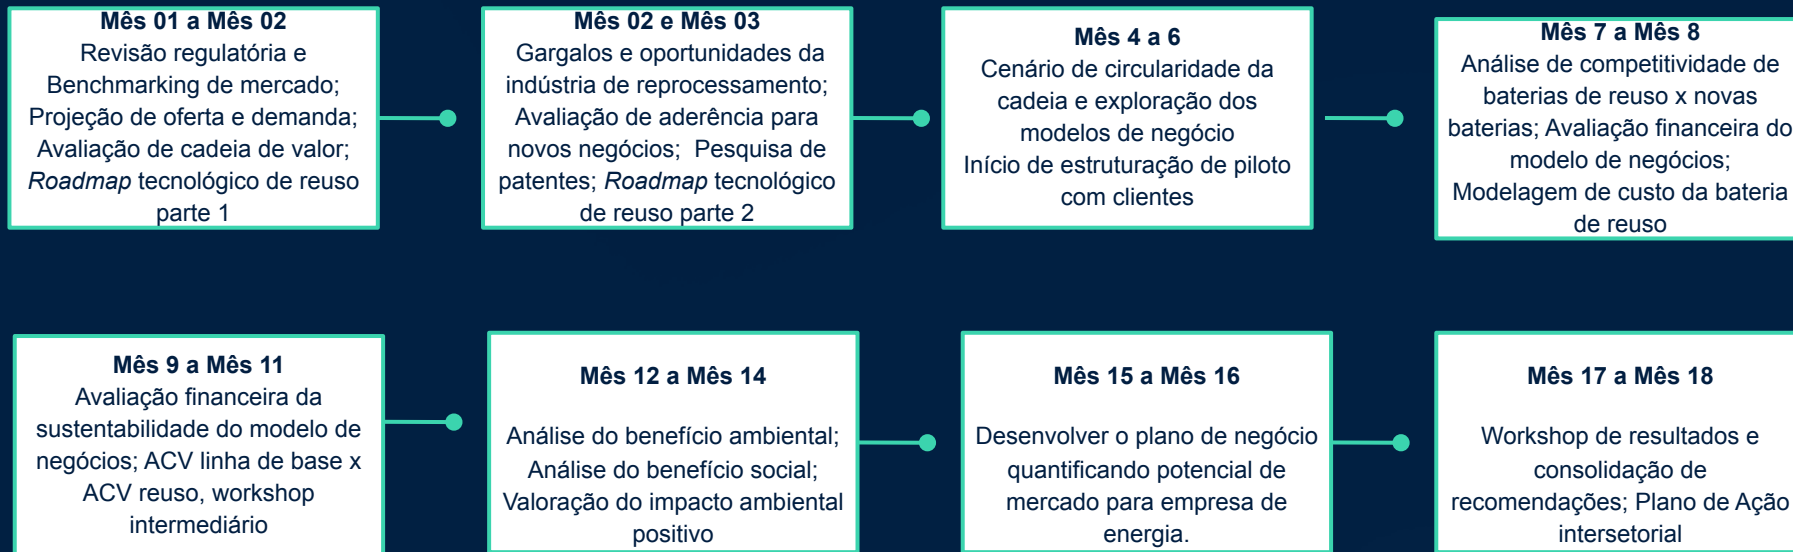 Mês 01 a Mês 02
Revisão regulatória e
Benchmarking de mercado;
Projeção de oferta e demanda;
Avaliação de cadeia de valor;
Roadmap tecnológico de reuso
parte 1
Mês 02 e Mês 03
Gargalos e oportunidades da
indústria de reprocessamento;
Avaliação de aderência para
novos negócios; Pesquisa de
patentes; Roadmap tecnológico
de reuso parte 2
Mês 4 a 6
Cenário de circularidade da
cadeia e exploração dos
modelos de negócio
Início de estruturação de piloto
com clientes
Mês 7 a Mês 8
Análise de competitividade de
baterias de reuso x novas
baterias; Avaliação financeira do
modelo de negócios;
Modelagem de custo da bateria
de reuso
Mês 9 a Mês 11
Avaliação financeira da
sustentabilidade do modelo de
negócios; ACV linha de base x
ACV reuso, workshop
intermediário
Mês 12 a Mês 14
Análise do benefício ambiental;
Análise do benefício social;
Valoração do impacto ambiental
positivo
Mês 15 a Mês 16
Desenvolver o plano de negócio
quantificando potencial de
mercado para empresa de
energia.
Mês 17 a Mês 18
Workshop de resultados e
consolidação de
recomendações; Plano de Ação
intersetorial